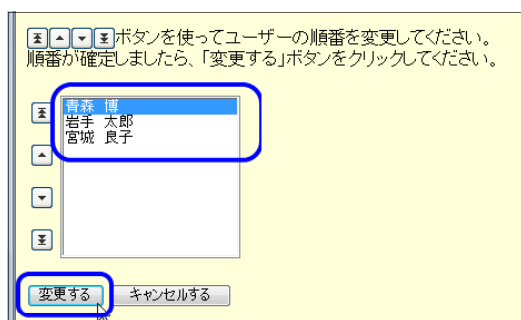 ボタンを使ってユーザーの順番を変更してください。
順番が確定しましたら、「変更する」ボタンをクリックしてください。
青森 博
岩手 太郎
宮城 良子
変更する
キャンセルする